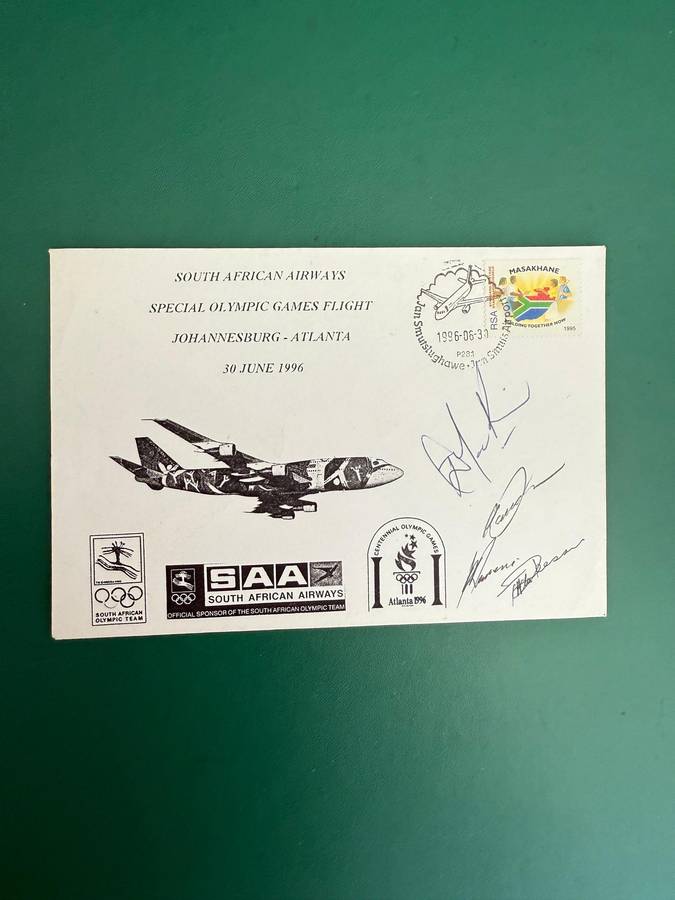 SOUTH AFRICAN AIRWAYS
SPECIAL OLYMPIC GAMES FLIGHT
JOHANNESBURG - ATLANTA
30 JUNE 1996
Jan Smutslughawe • Jan Smuts Airport
1996-06-30
P281
MASAKHANE
RSA
BUILDING TOGETHER NOW
1995
SOUTH AFRICAN
OLYMPIC TEAM
SAA
SOUTH AFRICAN AIRWAYS
OFFICIAL SPONSOR OF THE SOUTH AFRICAN OLYMPIC TEAM
CENTENNIAL OLYMPIC GAMES
Atlanta 1996